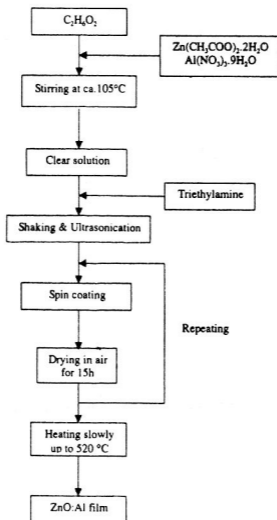 C₂H₆O₂
Zn(CH₃COO)₂.2H₂O
Al(NO₃)₃.9H₂O
Stirring at ca.105°C
Clear solution
Triethylamine
Shaking & Ultrasonication
Spin coating
Repeating
Drying in air
for 15h
Heating slowly
up to 520 °C
ZnO:Al film